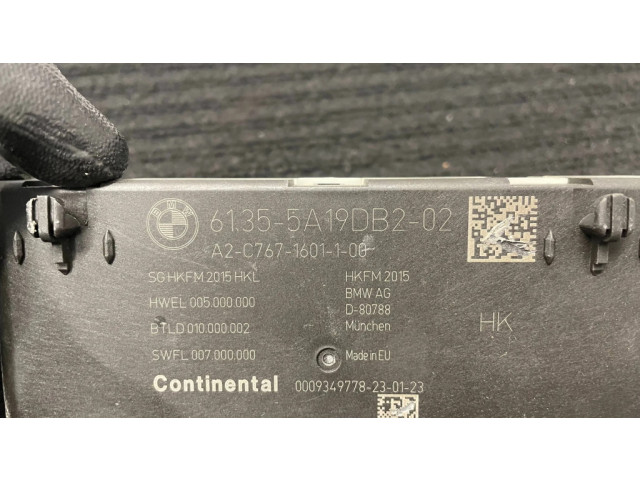 BMW
61.35-5A19DB2-02
A2-C767-1601-1-00
SG HKFM 2015 HKL
HWEL 005.000.000
BTLD 010.000.002
SWFL 007.000.000
HKFM 2015
BMW AG
D-80788
München
Made in EU
HK
Continental
0009349778-23-01-23